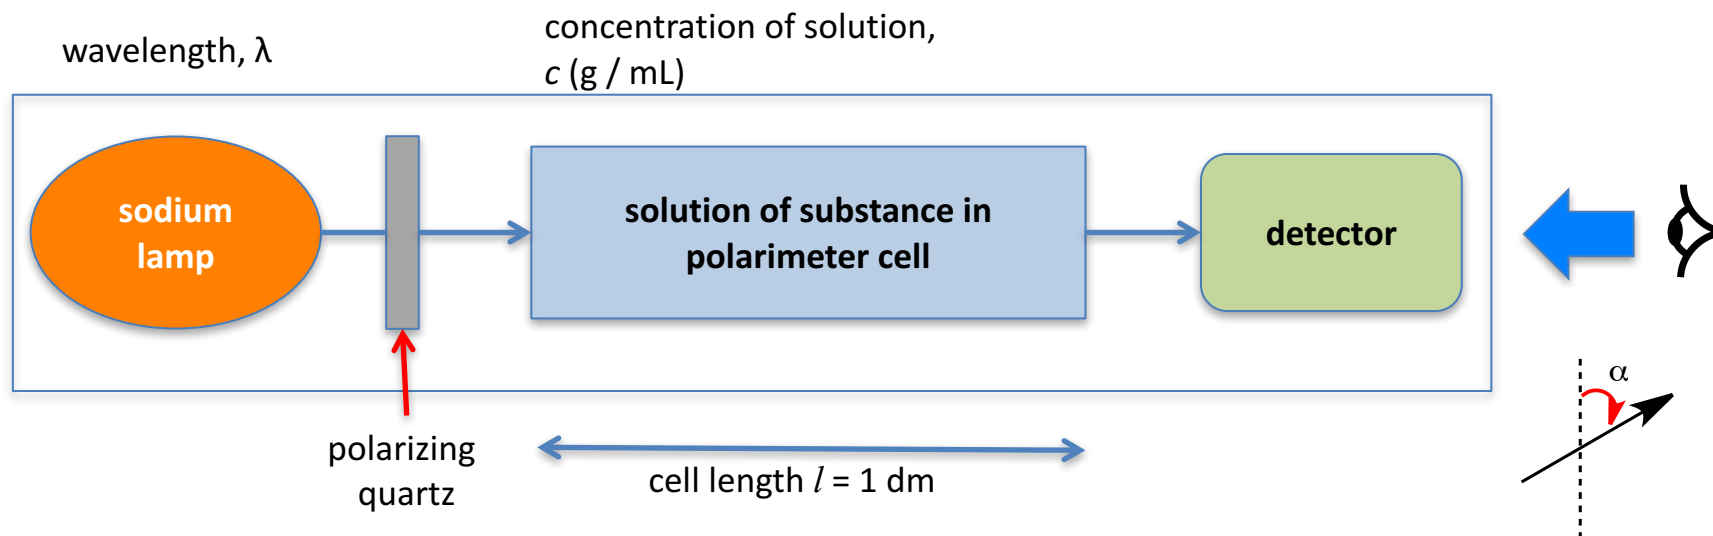 wavelength, λ
concentration of solution,
c (g / mL)
sodium
lamp
solution of substance in
polarimeter cell
detector
α
polarizing
quartz
cell length l = 1 dm